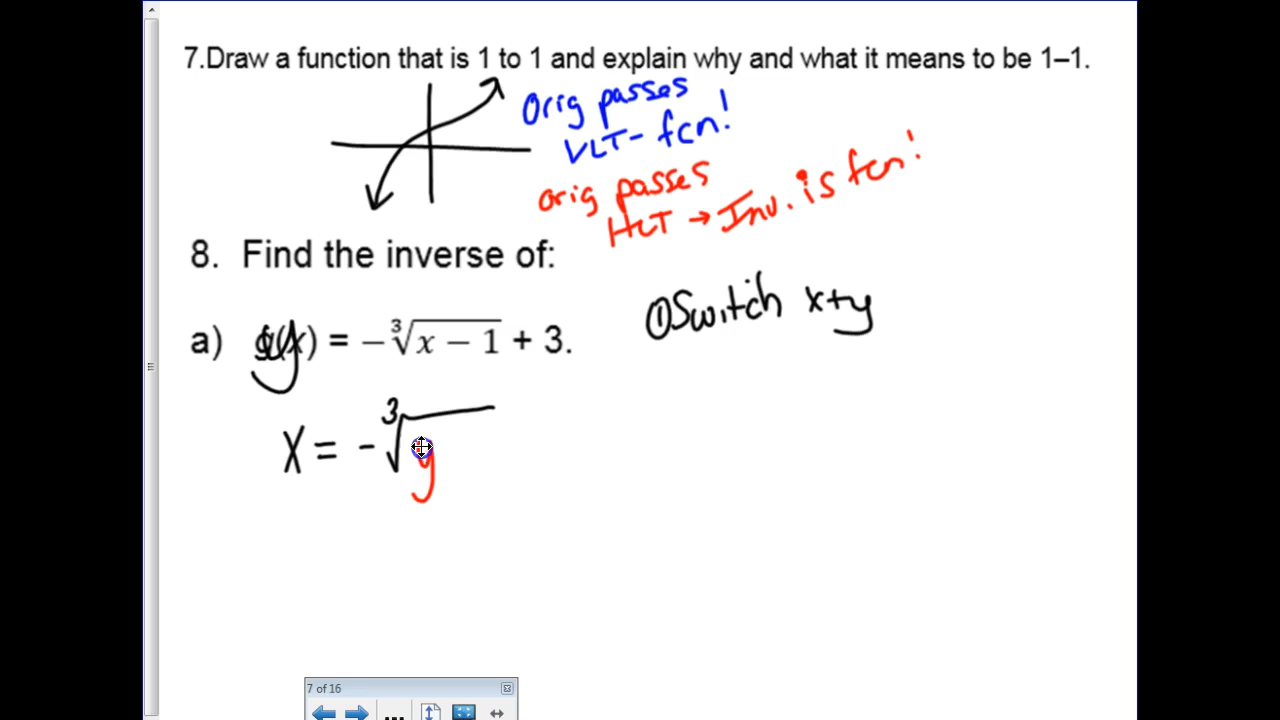 7.Draw a function that is 1 to 1 and explain why and what it means to be 1–1.
Orig passes
VLT- fcn!
Orig passes
HLT → Inv. is fcn!
8. Find the inverse of:
①Switch x+y
a) y = −∛(x − 1) + 3.
X = -∛y
7 of 16